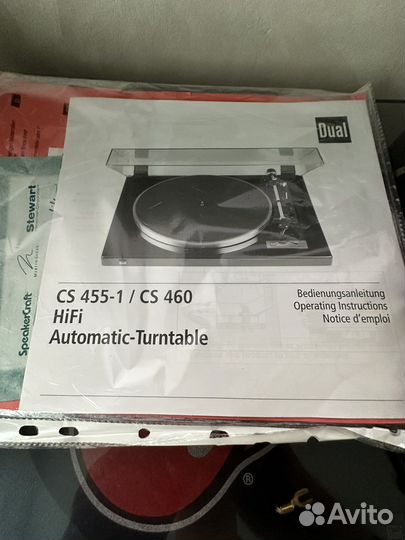 Dual
CS 455-1 / CS 460
HiFi
Automatic-Turntable
Bedienungsanleitung
Operating Instructions
Notice d'emploi
SpeakerCraft
Stewart
®
Avito